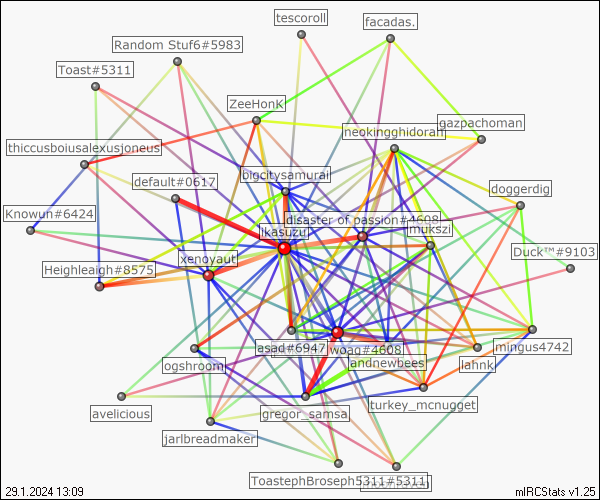 tescoroll
facadas.
Random Stuf6#5983
Toast#5311
ZeeHonK
gazpachoman
neokingghidorah
thiccusboiusalexusjoneus
bigcitysamurai
default#0617
doggerdig
Knowun#6424
disaster of passion#4608
mukszi
ikasuzu
Duck™#9103
xenoyaut
Heighleaigh#8575
asad#6947
woag#4608
mingus4742
ogshroom
andnewbees
lahnk
turkey_mcnugget
avelicious
gregor_samsa
jarlbreadmaker
ToastephBroseph5311#5311
29.1.2024 13:09
mIRCStats v1.25